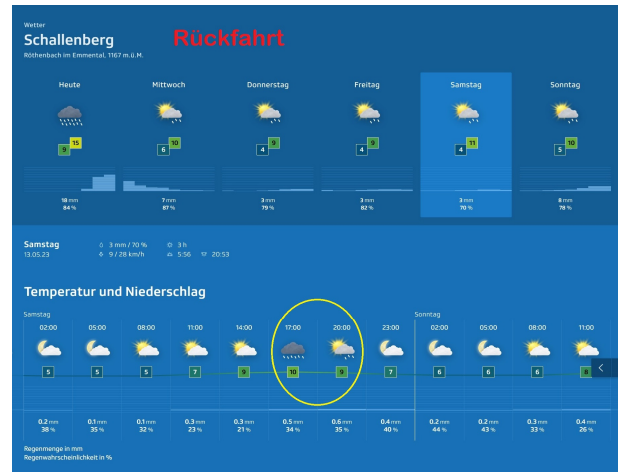 Wetter
Schallenberg
Rückfahrt
Röthenbach im Emmental, 1167 m.ü.M.
Heute Mittwoch Donnerstag Freitag Samstag Sonntag
9 15 6 10 4 9 4 9 4 11 5 10
18 mm 7 mm 3 mm 3 mm 3 mm 8 mm
84 % 87 % 79 % 82 % 70 % 78 %
Samstag 3 mm / 70 % 3 h
13.05.23 9 / 28 km/h 5:56 20:53
Temperatur und Niederschlag
Samstag Sonntag
02:00 05:00 08:00 11:00 14:00 17:00 20:00 23:00 02:00 05:00 08:00 11:00
5 5 5 7 9 10 9 7 6 6 6 8
0.2 mm 0.1 mm 0.1 mm 0.3 mm 0.3 mm 0.5 mm 0.6 mm 0.4 mm 0.2 mm 0.2 mm 0.3 mm 0.4 mm
38 % 35 % 32 % 23 % 21 % 34 % 35 % 40 % 44 % 43 % 33 % 26 %
Regenmenge in mm
Regenwahrscheinlichkeit in %